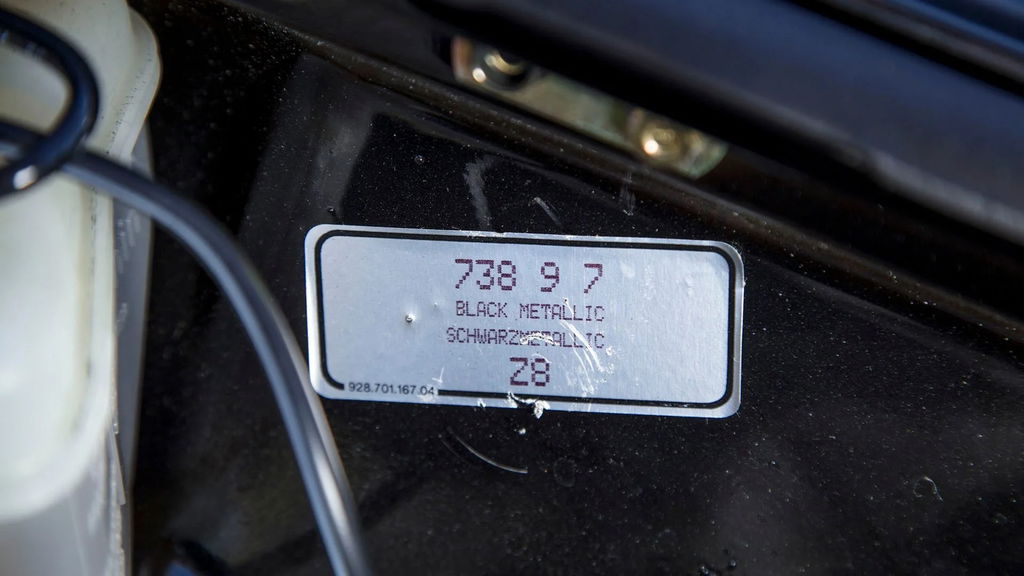 738 9 7
BLACK METALLIC
SCHWARZMETALLIC
Z8
928.701.167.04